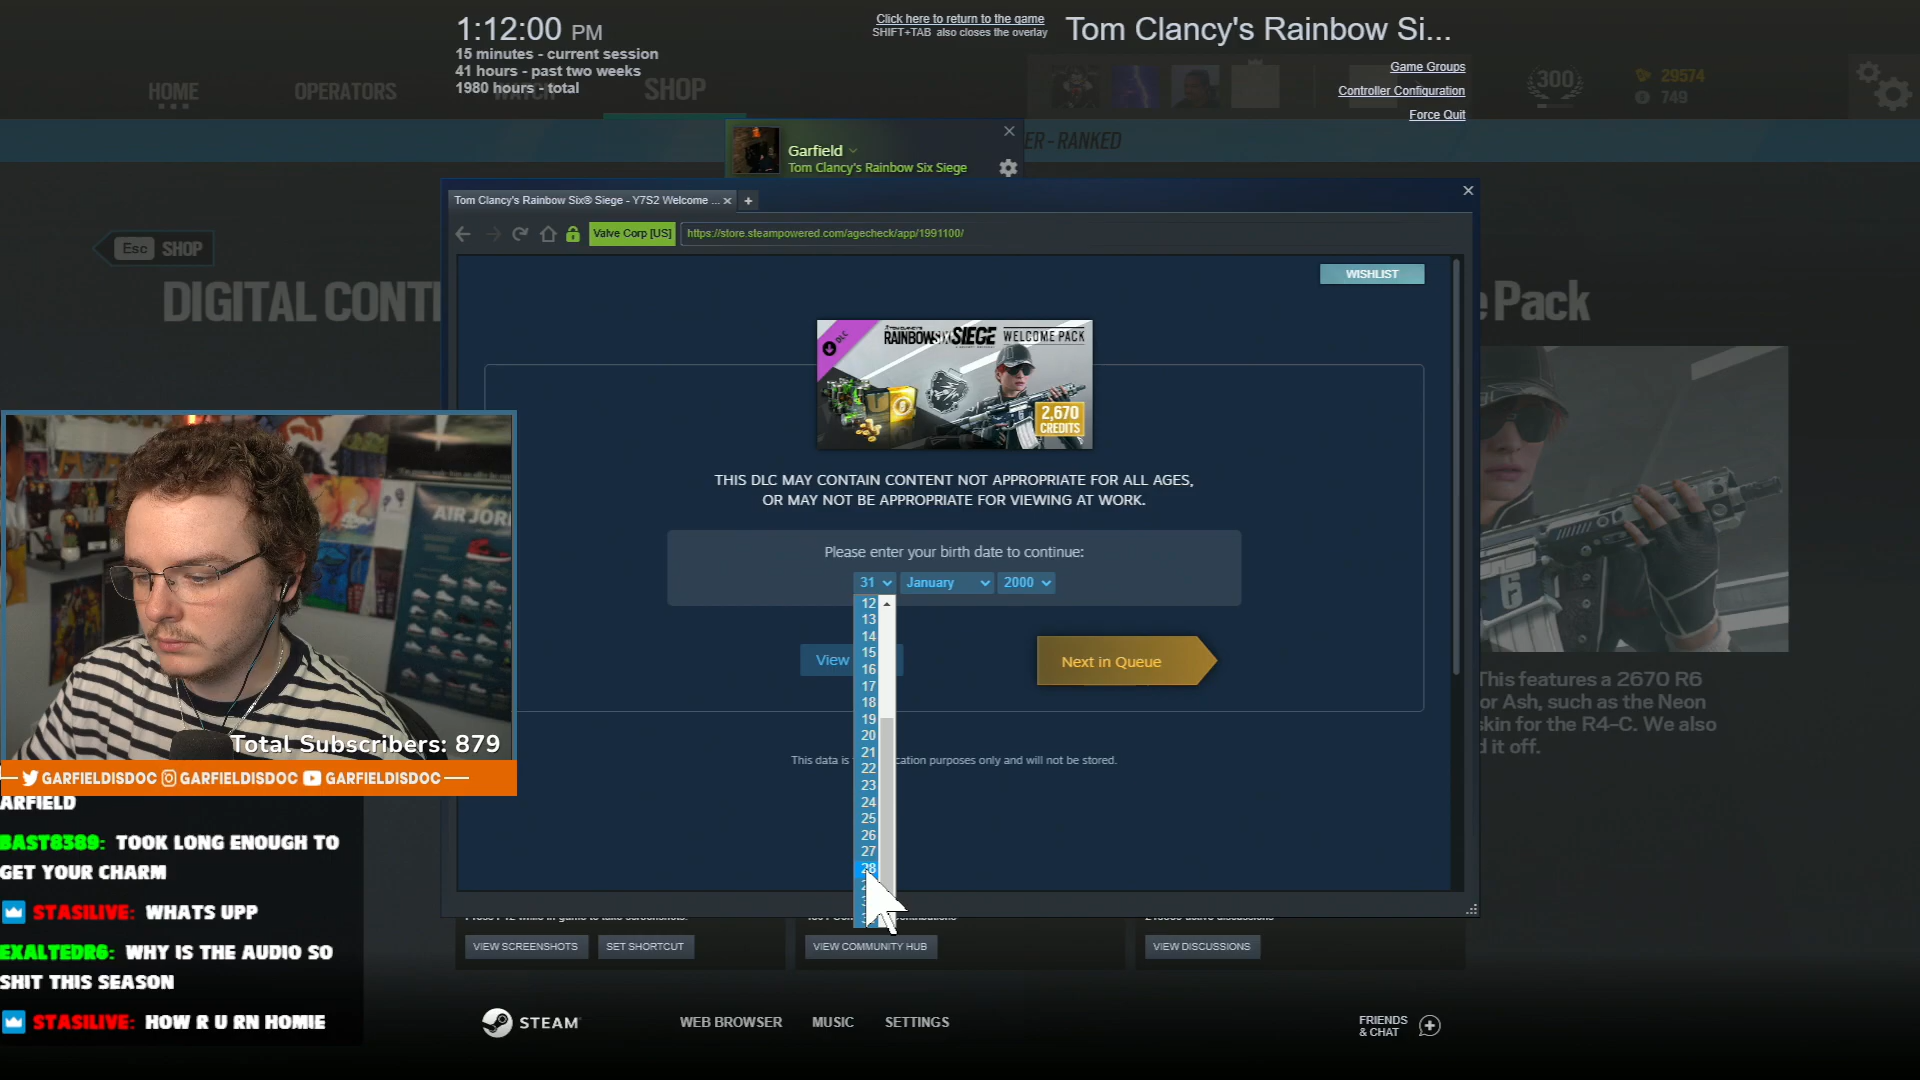 1:12:00 PM
15 minutes - current session
41 hours - past two weeks
1980 hours - total
Click here to return to the game
SHIFT+TAB also closes the overlay
Tom Clancy's Rainbow Si...
Game Groups
Controller Configuration
Force Quit
HOME
OPERATORS
WATCH
SHOP
300
29574
749
Garfield
Tom Clancy's Rainbow Six Siege
ER - RANKED
Tom Clancy's Rainbow Six® Siege - Y7S2 Welcome ...
Valve Corp [US]
https://store.steampowered.com/agecheck/app/1991100/
Esc SHOP
DIGITAL CONT
Pack
WISHLIST
DLC
TOM CLANCY'S
RAINBOW SIX SIEGE WELCOME PACK
2,670
CREDITS
THIS DLC MAY CONTAIN CONTENT NOT APPROPRIATE FOR ALL AGES,
OR MAY NOT BE APPROPRIATE FOR VIEWING AT WORK.
Please enter your birth date to continue:
31 January 2000
12
13
14
15
16
17
18
19
20
21
22
23
24
25
26
27
28
View
Next in Queue
This data is cation purposes only and will not be stored.
This features a 2670 R6
or Ash, such as the Neon
skin for the R4-C. We also
it off.
AIR JOR
Total Subscribers: 879
GARFIELDISDOC GARFIELDISDOC GARFIELDISDOC
ARFIELD
BAST8389: TOOK LONG ENOUGH TO
GET YOUR CHARM
STASILIVE: WHATS UPP
EXALTEDR6: WHY IS THE AUDIO SO
SHIT THIS SEASON
STASILIVE: HOW R U RN HOMIE
VIEW SCREENSHOTS
SET SHORTCUT
VIEW COMMUNITY HUB
VIEW DISCUSSIONS
STEAM
WEB BROWSER
MUSIC
SETTINGS
FRIENDS
& CHAT